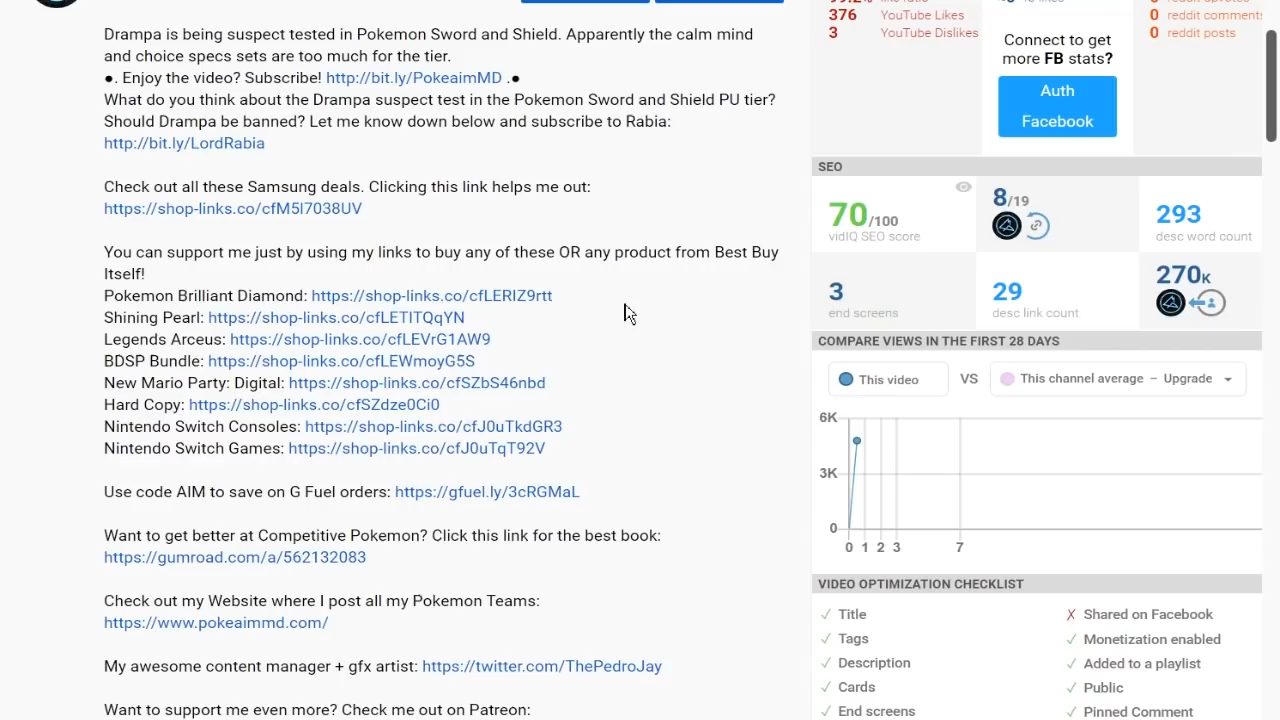 Drampa is being suspect tested in Pokemon Sword and Shield. Apparently the calm mind
and choice specs sets are too much for the tier.
●. Enjoy the video? Subscribe! http://bit.ly/PokeaimMD .●
What do you think about the Drampa suspect test in the Pokemon Sword and Shield PU tier?
Should Drampa be banned? Let me know down below and subscribe to Rabia:
http://bit.ly/LordRabia
Check out all these Samsung deals. Clicking this link helps me out:
https://shop-links.co/cfM5l7038UV
You can support me just by using my links to buy any of these OR any product from Best Buy
Itself!
Pokemon Brilliant Diamond: https://shop-links.co/cfLERIZ9rtt
Shining Pearl: https://shop-links.co/cfLETITQqYN
Legends Arceus: https://shop-links.co/cfLEVrG1AW9
BDSP Bundle: https://shop-links.co/cfLEWmoyG5S
New Mario Party: Digital: https://shop-links.co/cfSZbS46nbd
Hard Copy: https://shop-links.co/cfSZdze0Ci0
Nintendo Switch Consoles: https://shop-links.co/cfJ0uTkdGR3
Nintendo Switch Games: https://shop-links.co/cfJ0uTqT92V
Use code AIM to save on G Fuel orders: https://gfuel.ly/3cRGMaL
Want to get better at Competitive Pokemon? Click this link for the best book:
https://gumroad.com/a/562132083
Check out my Website where I post all my Pokemon Teams:
https://www.pokeaimmd.com/
My awesome content manager + gfx artist: https://twitter.com/ThePedroJay
Want to support me even more? Check me out on Patreon:
376 YouTube Likes
3 YouTube Dislikes
Connect to get
more FB stats?
Auth
Facebook
0 reddit comments
0 reddit posts
SEO
70/100
vidIQ SEO score
8/19
293
desc word count
3
end screens
29
desc link count
270K
COMPARE VIEWS IN THE FIRST 28 DAYS
This video VS This channel average – Upgrade
6K
3K
0
0 1 2 3 7
VIDEO OPTIMIZATION CHECKLIST
✓ Title
✓ Tags
✓ Description
✓ Cards
✓ End screens
✗ Shared on Facebook
✓ Monetization enabled
✓ Added to a playlist
✓ Public
✓ Pinned Comment